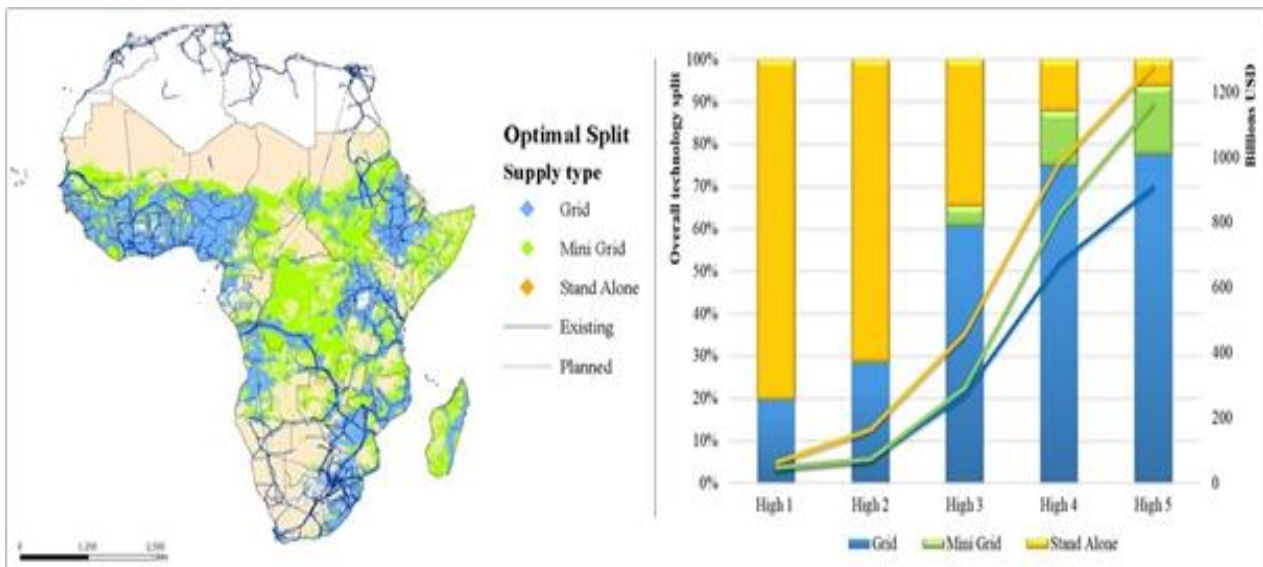 Optimal Split
Supply type
Grid
Mini Grid
Stand Alone
Existing
Planned
Overall technology split
100%
90%
80%
70%
60%
50%
40%
30%
20%
10%
0%
High 1
High 2
High 3
High 4
High 5
Billions USD
1200
1000
800
600
400
200
0
Grid
Mini Grid
Stand Alone
0